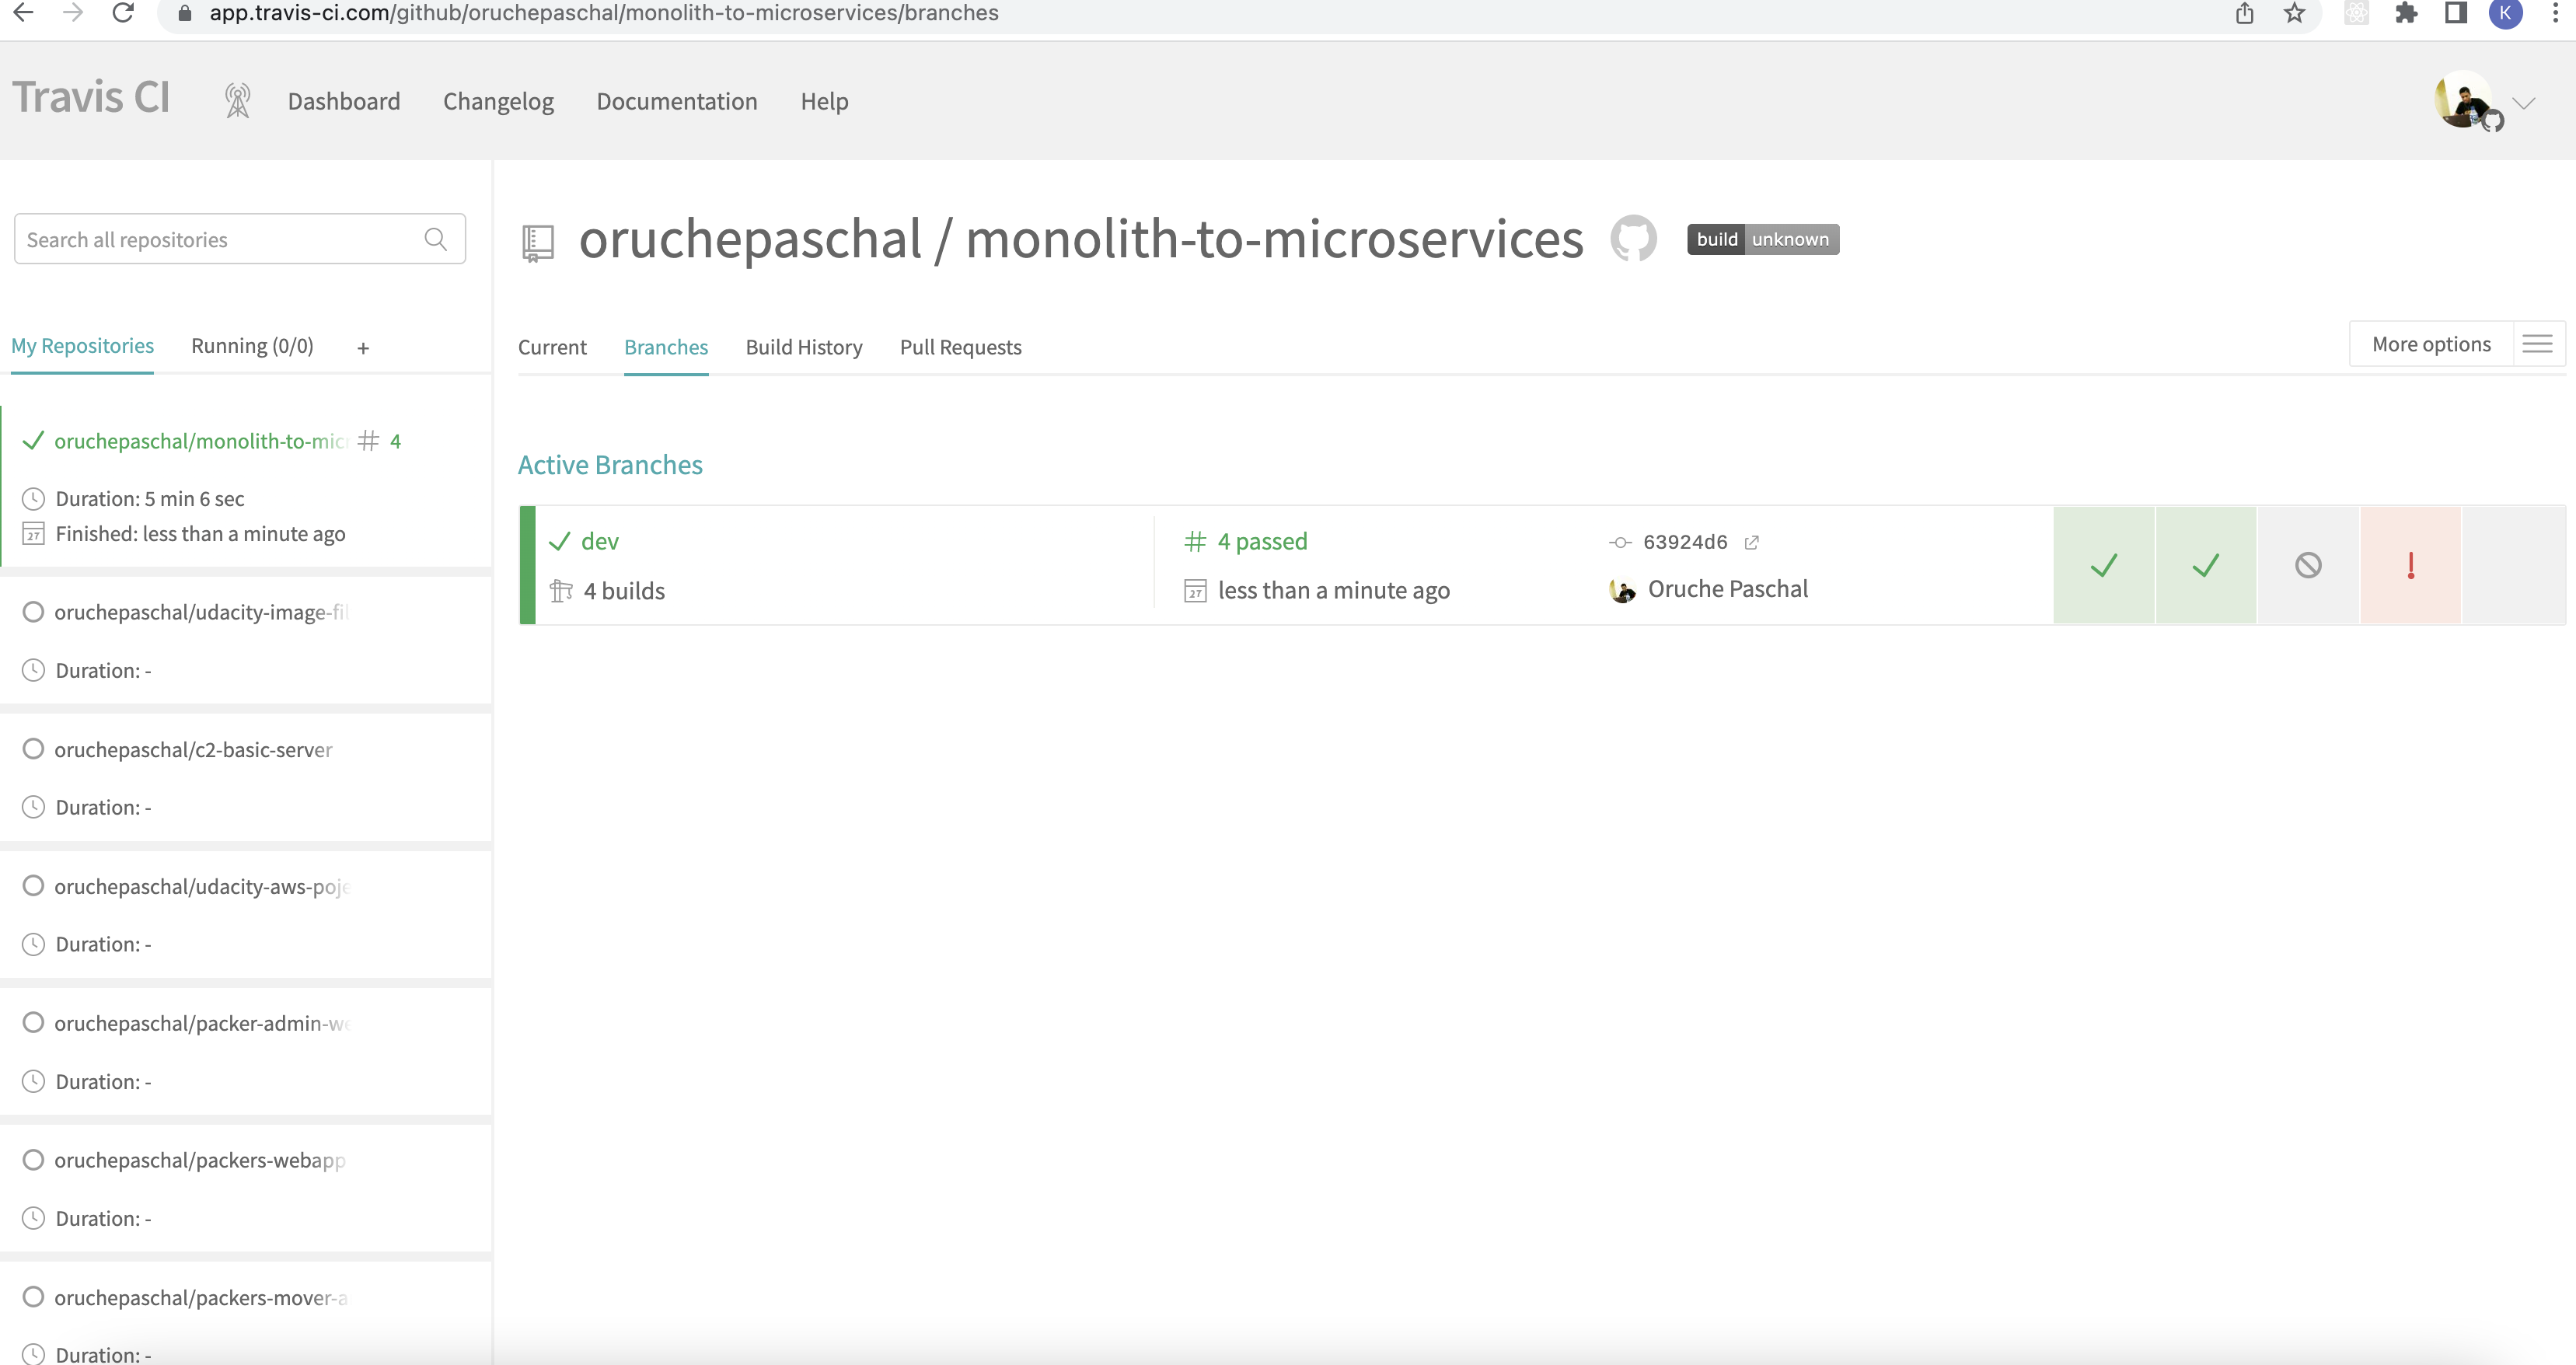 app.travis-ci.com/github/oruchepaschal/monolith-to-microservices/branches
K
Travis CI
Dashboard
Changelog
Documentation
Help
Search all repositories
My Repositories
Running (0/0)
+
oruchepaschal/monolith-to-mic
# 4
Duration: 5 min 6 sec
27 Finished: less than a minute ago
oruchepaschal/udacity-image-fil
Duration: -
oruchepaschal/c2-basic-server
Duration: -
oruchepaschal/udacity-aws-poje
Duration: -
oruchepaschal/packer-admin-we
Duration: -
oruchepaschal/packers-webapp
Duration: -
oruchepaschal/packers-mover-a
Duration: -
oruchepaschal / monolith-to-microservices
build unknown
Current
Branches
Build History
Pull Requests
More options
Active Branches
dev
4 builds
# 4 passed
27 less than a minute ago
63924d6
Oruche Paschal
!